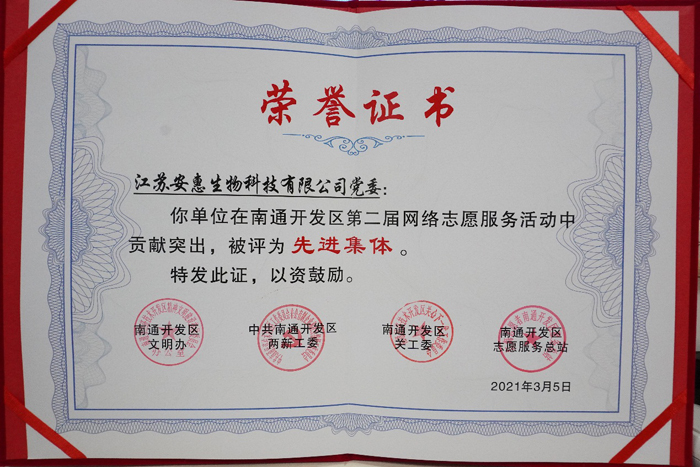 荣誉证书
江苏安惠生物科技有限公司党委:
你单位在南通开发区第二届网络志愿服务活动中
贡献突出，被评为 先进集体 。
特发此证，以资鼓励。
南通开发区
文明办
中共南通开发区
两新工委
南通开发区
关工委
南通开发区
志愿服务总站
2021年3月5日